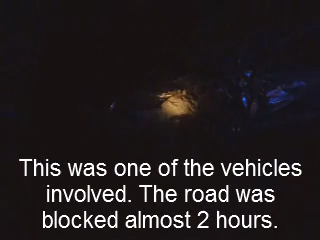 This was one of the vehicles
involved. The road was
blocked almost 2 hours.